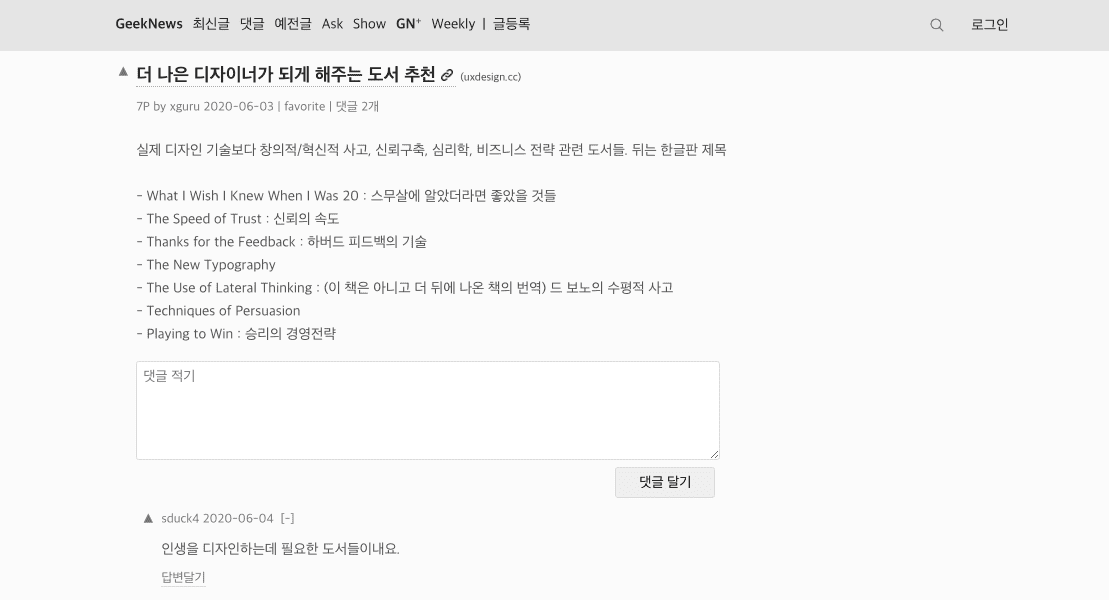 GeekNews 최신글 댓글 예전글 Ask Show GN⁺ Weekly | 글등록 로그인
▲ 더 나은 디자이너가 되게 해주는 도서 추천 (uxdesign.cc)
7P by xguru 2020-06-03 | favorite | 댓글 2개
실제 디자인 기술보다 창의적/혁신적 사고, 신뢰구축, 심리학, 비즈니스 전략 관련 도서들. 뒤는 한글판 제목
- What I Wish I Knew When I Was 20 : 스무살에 알았더라면 좋았을 것들
- The Speed of Trust : 신뢰의 속도
- Thanks for the Feedback : 하버드 피드백의 기술
- The New Typography
- The Use of Lateral Thinking : (이 책은 아니고 더 뒤에 나온 책의 번역) 드 보노의 수평적 사고
- Techniques of Persuasion
- Playing to Win : 승리의 경영전략
댓글 적기
댓글 달기
▲ sduck4 2020-06-04 [-]
인생을 디자인하는데 필요한 도서들이내요.
답변달기